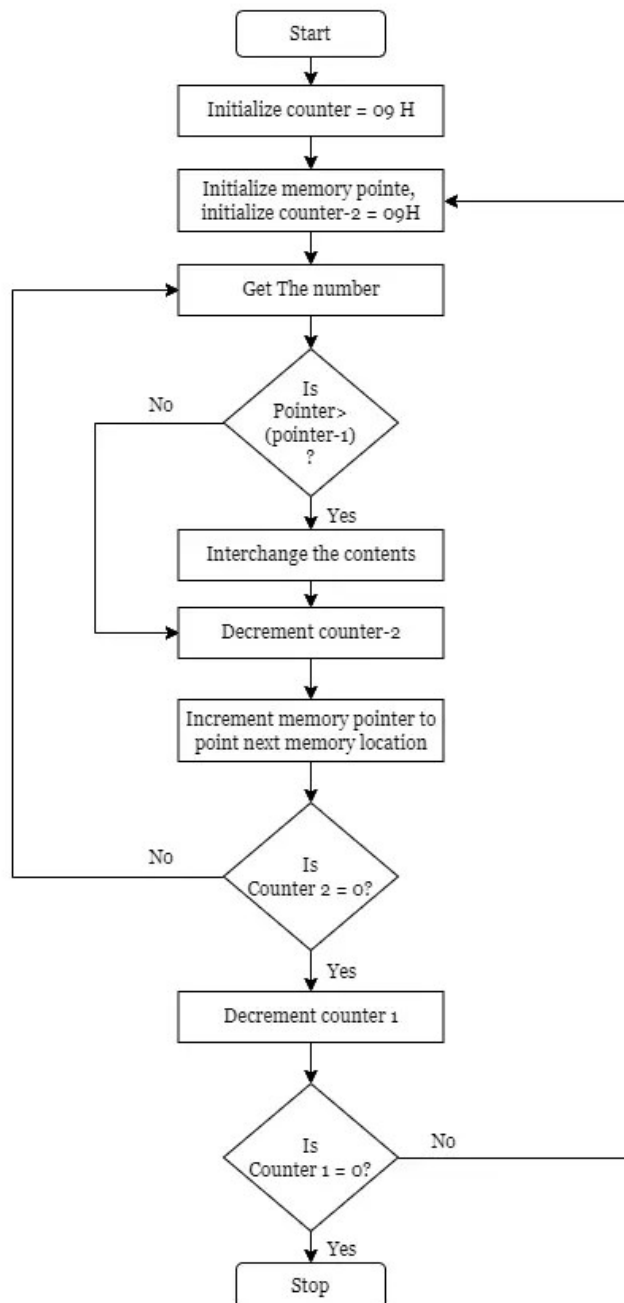 Start
Initialize counter = 09 H
Initialize memory pointe,
initialize counter-2 = 09H
Get The number
Is
Pointer>
(pointer-1)
?
No
Yes
Interchange the contents
Decrement counter-2
Increment memory pointer to
point next memory location
Is
Counter 2 = 0?
No
Yes
Decrement counter 1
Is
Counter 1 = 0?
No
Yes
Stop